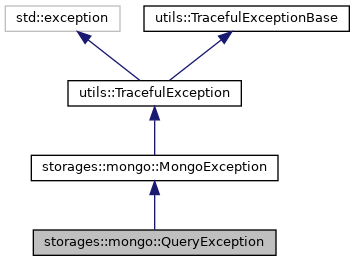 std::exception
utils::TracefulExceptionBase
utils::TracefulException
storages::mongo::MongoException
storages::mongo::QueryException